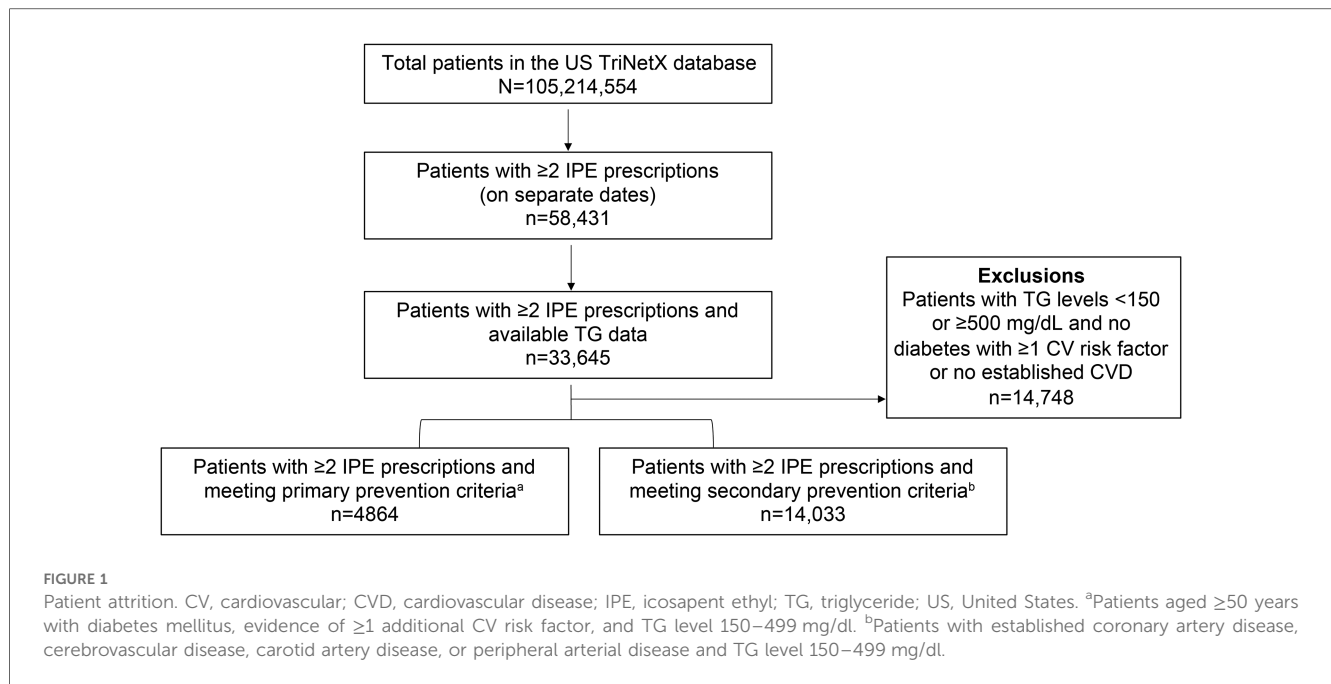 Total patients in the US TriNetX database
N=105,214,554
Patients with ≥2 IPE prescriptions
(on separate dates)
n=58,431
Patients with ≥2 IPE prescriptions and
available TG data
n=33,645
Exclusions
Patients with TG levels <150
or ≥500 mg/dL and no
diabetes with ≥1 CV risk factor
or no established CVD
n=14,748
Patients with ≥2 IPE prescriptions and
meeting primary prevention criteriaᵃ
n=4864
Patients with ≥2 IPE prescriptions and
meeting secondary prevention criteriaᵇ
n=14,033
FIGURE 1
Patient attrition. CV, cardiovascular; CVD, cardiovascular disease; IPE, icosapent ethyl; TG, triglyceride; US, United States. ᵃPatients aged ≥50 years
with diabetes mellitus, evidence of ≥1 additional CV risk factor, and TG level 150–499 mg/dl. ᵇPatients with established coronary artery disease,
cerebrovascular disease, carotid artery disease, or peripheral arterial disease and TG level 150–499 mg/dl.